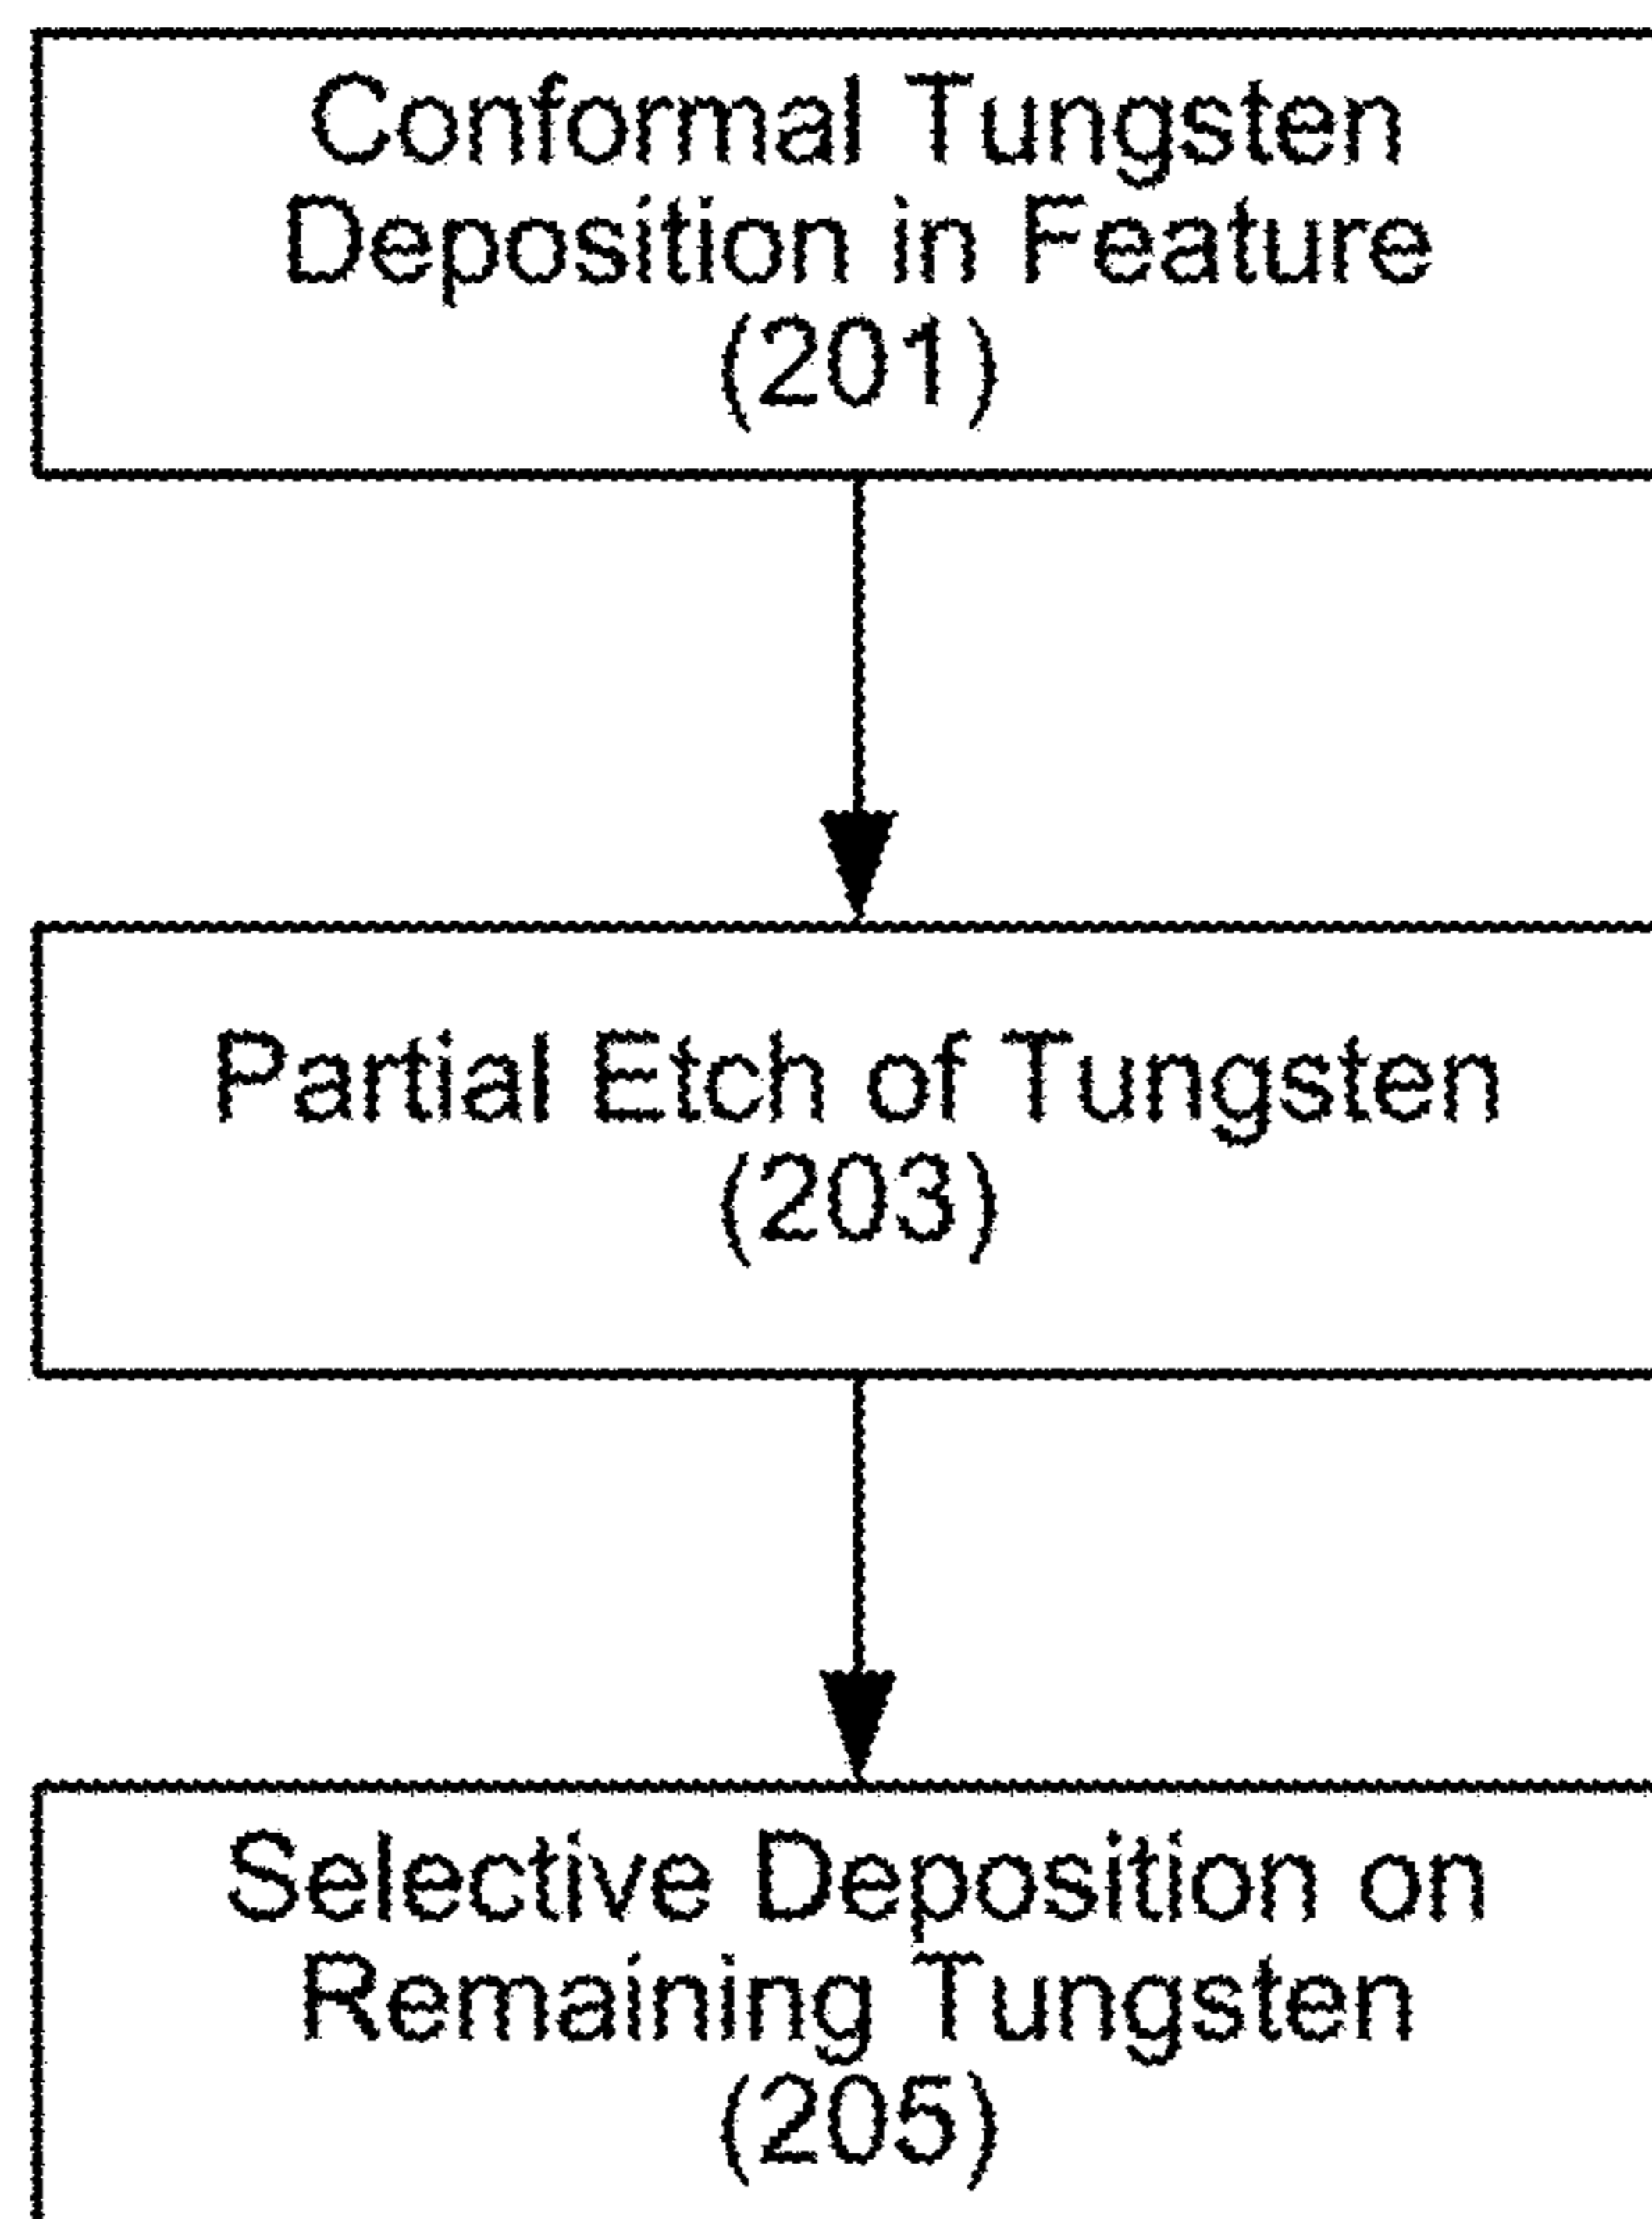 Conformal Tungsten
Deposition in Feature
(201)
Partial Etch of Tungsten
(203)
Selective Deposition on
Remaining Tungsten
(205)